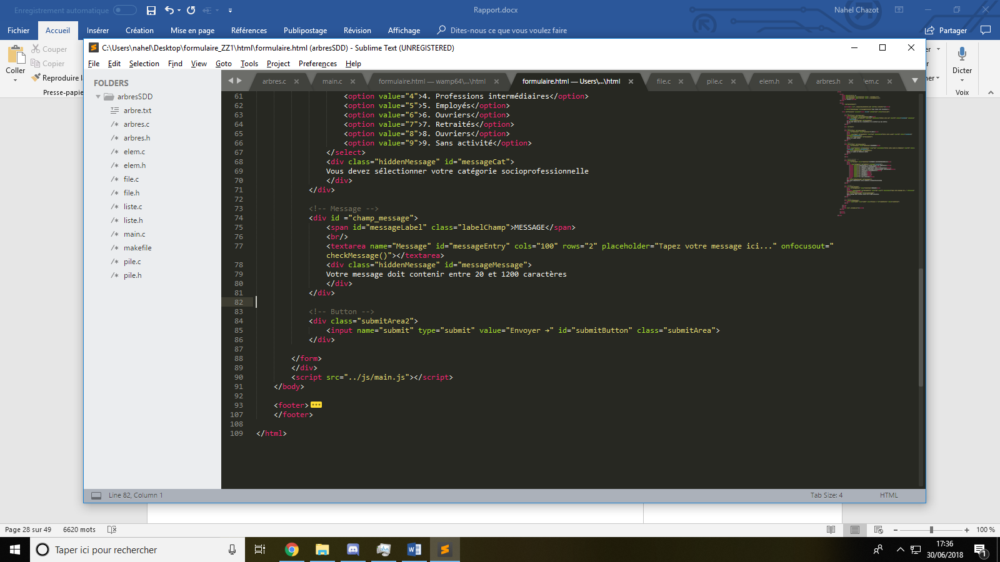 Enregistrement automatique
Rapport.docx
Nahel Chazot
Fichier Accueil Insérer Création Mise en page Références Publipostage Révision Affichage Dites-nous ce que vous voulez faire Partager
Couper
Copier
Coller
Reproduire l
Presse-papie
Dicter
Voix
C:\Users\nahel\Desktop\formulaire_ZZ1\html\formulaire.html (arbresSDD) - Sublime Text (UNREGISTERED)
File Edit Selection Find View Goto Tools Project Preferences Help
FOLDERS
arbresSDD
arbre.txt
arbres.c
arbres.h
elem.c
elem.h
file.c
file.h
liste.c
liste.h
main.c
makefile
pile.c
pile.h
arbres.c main.c formulaire.html — wamp64\...\html formulaire.html — Users\...\html file.c pile.c elem.h arbres.h lem.c
61 <option value="4">4. Professions intermédiaires</option>
62 <option value="5">5. Employés</option>
63 <option value="6">6. Ouvriers</option>
64 <option value="7">7. Retraités</option>
65 <option value="8">8. Ouvriers</option>
66 <option value="9">9. Sans activité</option>
67 </select>
68 <div class="hiddenMessage" id="messageCat">
69 Vous devez sélectionner votre catégorie socioprofessionnelle
70 </div>
71 </div>
72
73 <!-- Message -->
74 <div id ="champ_message">
75 <span id="messageLabel" class="labelChamp">MESSAGE</span>
76 <br/>
77 <textarea name="Message" id="messageEntry" cols="100" rows="2" placeholder="Tapez votre message ici..." onfocusout="
checkMessage()"></textarea>
78 <div class="hiddenMessage" id="messageMessage">
79 Votre message doit contenir entre 20 et 1200 caractères
80 </div>
81 </div>
82
83 <!-- Button -->
84 <div class="submitArea2">
85 <input name="submit" type="submit" value="Envoyer →" id="submitButton" class="submitArea">
86 </div>
87
88 </form>
89 </div>
90 <script src="../js/main.js"></script>
91 </body>
92
93 <footer>
107 </footer>
108
109 </html>
Line 82, Column 1
Tab Size: 4
HTML
Page 28 sur 49 6620 mots
100 %
Taper ici pour rechercher
17:36
30/06/2018
1